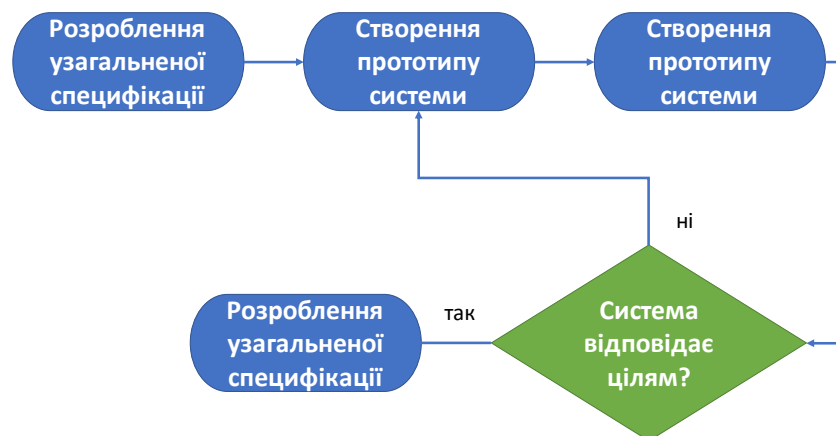 Розроблення
узагальненої
специфікації
Створення
прототипу
системи
Створення
прототипу
системи
ні
так
Розроблення
узагальненої
специфікації
Система
відповідає
цілям?